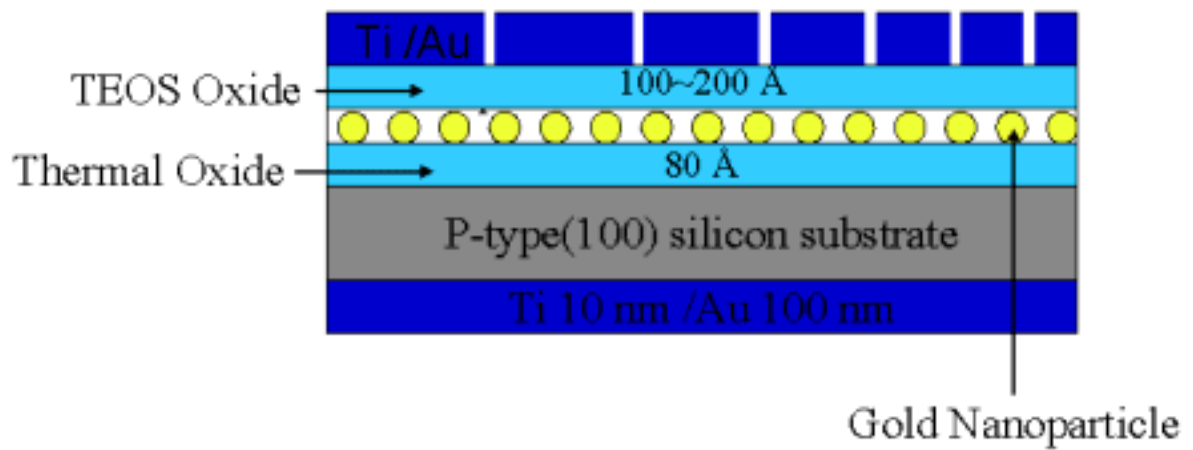 Ti /Au
TEOS Oxide
100~200 Å
Thermal Oxide
80 Å
P-type(100) silicon substrate
Ti 10 nm /Au 100 nm
Gold Nanoparticle